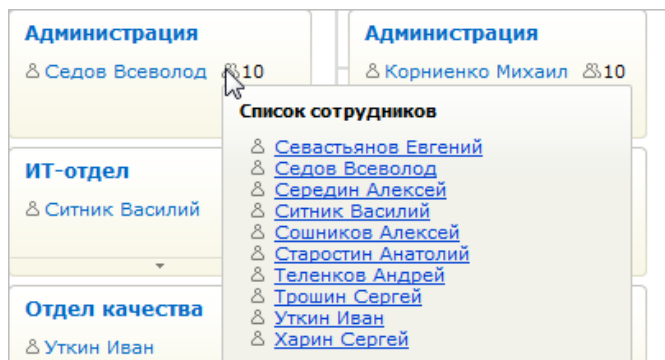 Администрация
Седов Всеволод 10
Администрация
Корниенко Михаил 10
Список сотрудников
Севастьянов Евгений
Седов Всеволод
Середин Алексей
Ситник Василий
Сошников Алексей
Старостин Анатолий
Теленков Андрей
Трошин Сергей
Уткин Иван
Харин Сергей
ИТ-отдел
Ситник Василий
Отдел качества
Уткин Иван